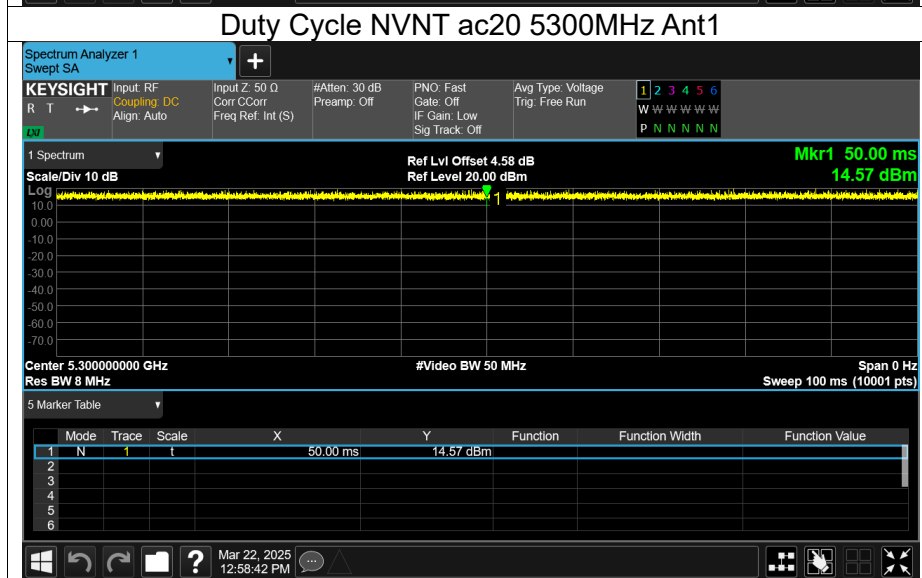 Duty Cycle NVNT ac20 5300MHz Ant1
Spectrum Analyzer 1
Swept SA
+
KEYSIGHT
R T
LXI
Input: RF
Coupling: DC
Align: Auto
Input Z: 50 Ω
Corr CCorr
Freq Ref: Int (S)
#Atten: 30 dB
Preamp: Off
PNO: Fast
Gate: Off
IF Gain: Low
Sig Track: Off
Avg Type: Voltage
Trig: Free Run
1 2 3 4 5 6
W W W W W W
P N N N N N
1 Spectrum
Scale/Div 10 dB
Ref Lvl Offset 4.58 dB
Ref Level 20.00 dBm
Mkr1 50.00 ms
14.57 dBm
Log
10.0
0.00
-10.0
-20.0
-30.0
-40.0
-50.0
-60.0
-70.0
1
Center 5.300000000 GHz
#Video BW 50 MHz
Span 0 Hz
Res BW 8 MHz
Sweep 100 ms (10001 pts)
5 Marker Table
Mode Trace Scale X Y Function Function Width Function Value
1 N 1 t 50.00 ms 14.57 dBm
2
3
4
5
6
?
Mar 22, 2025
12:58:42 PM